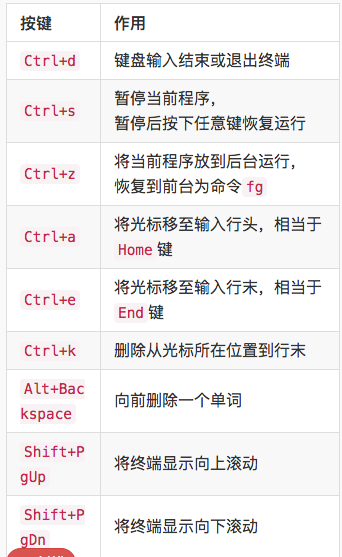 按键 作用
Ctrl+d 键盘输入结束或退出终端
Ctrl+s 暂停当前程序，
暂停后按下任意键恢复运行
Ctrl+z 将当前程序放到后台运行，
恢复到前台为命令fg
Ctrl+a 将光标移至输入行头，相当于
Home键
Ctrl+e 将光标移至输入行末，相当于
End键
Ctrl+k 删除从光标所在位置到行末
Alt+Bac
kspace 向前删除一个单词
Shift+P
gUp 将终端显示向上滚动
Shift+P
gDn 将终端显示向下滚动